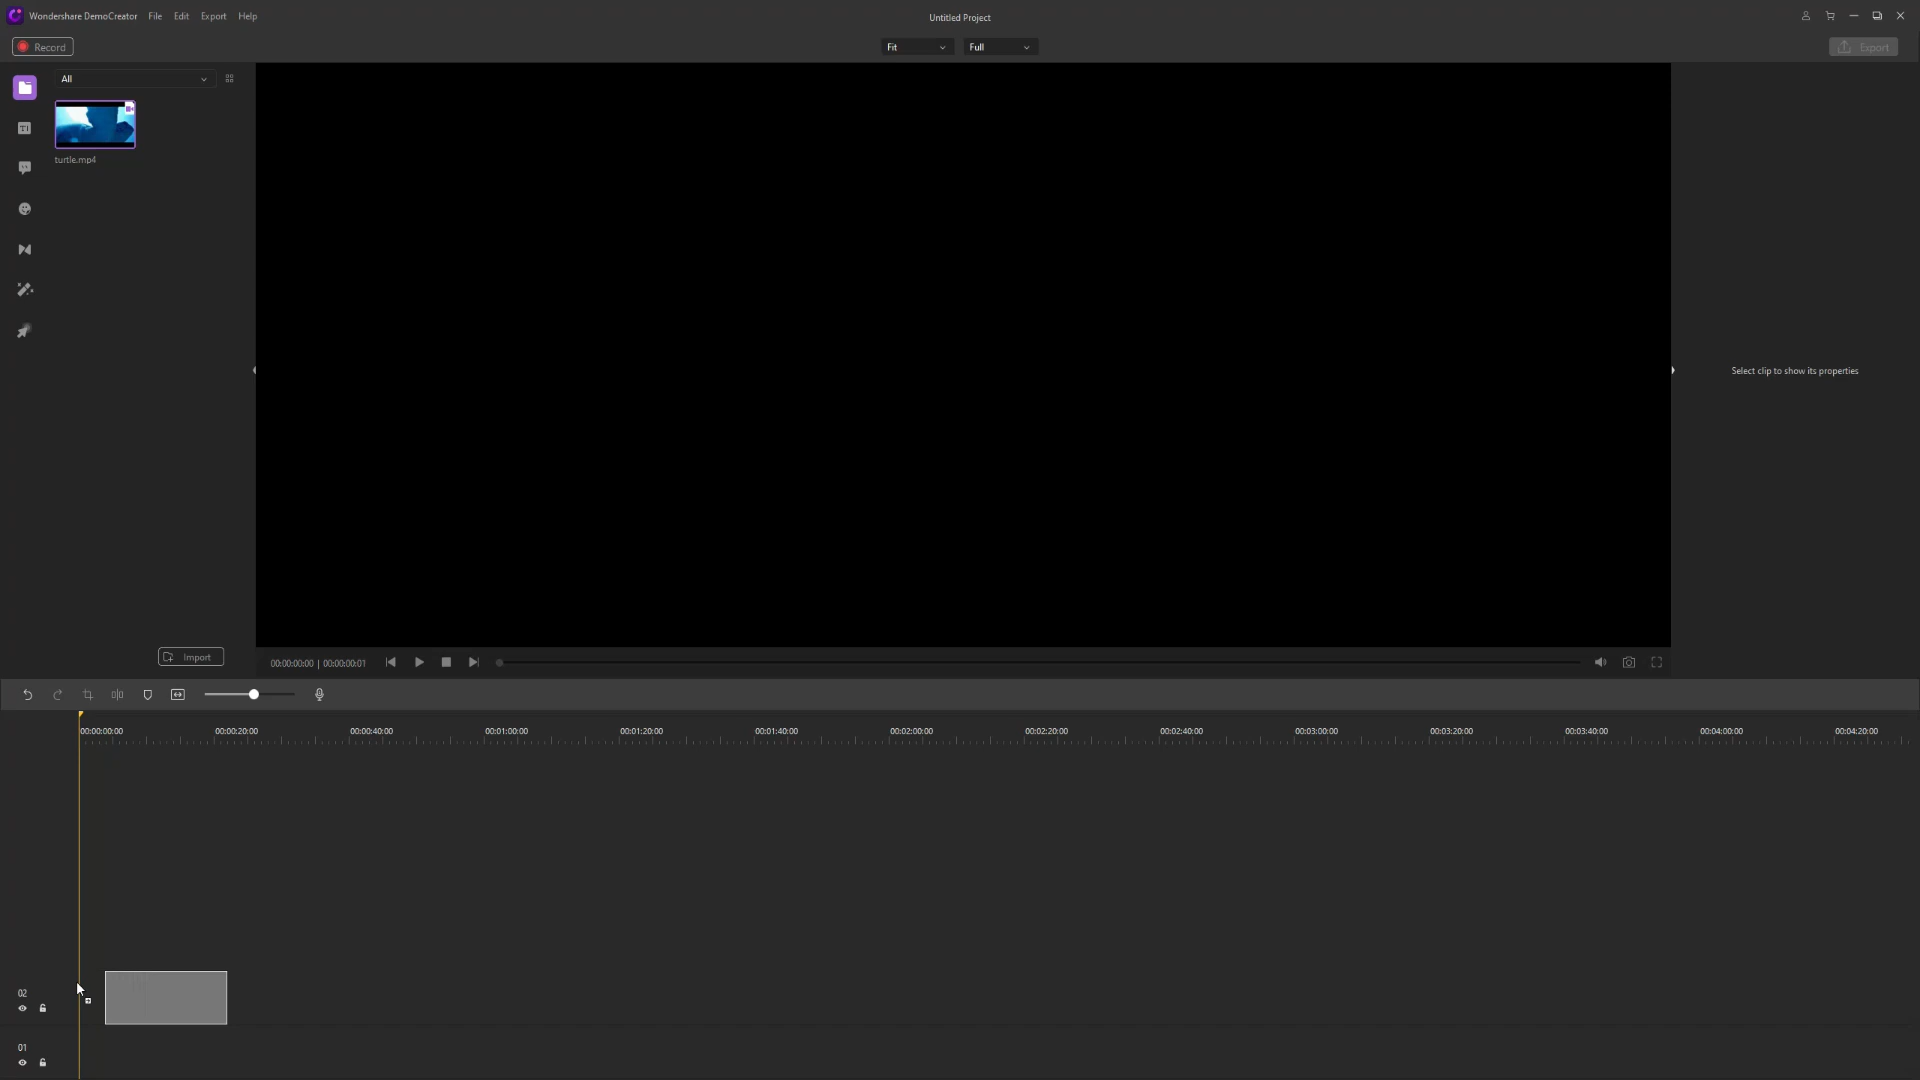 Wondershare DemoCreator File Edit Export Help
Untitled Project
Record
Fit
Full
Export
All
turtle.mp4
Select clip to show its properties
Import
00:00:00:00 | 00:00:00:01
00:00:00:00 00:00:20:00 00:00:40:00 00:01:00:00 00:01:20:00 00:01:40:00 00:02:00:00 00:02:20:00 00:02:40:00 00:03:00:00 00:03:20:00 00:03:40:00 00:04:00:00 00:04:20:00
02
01